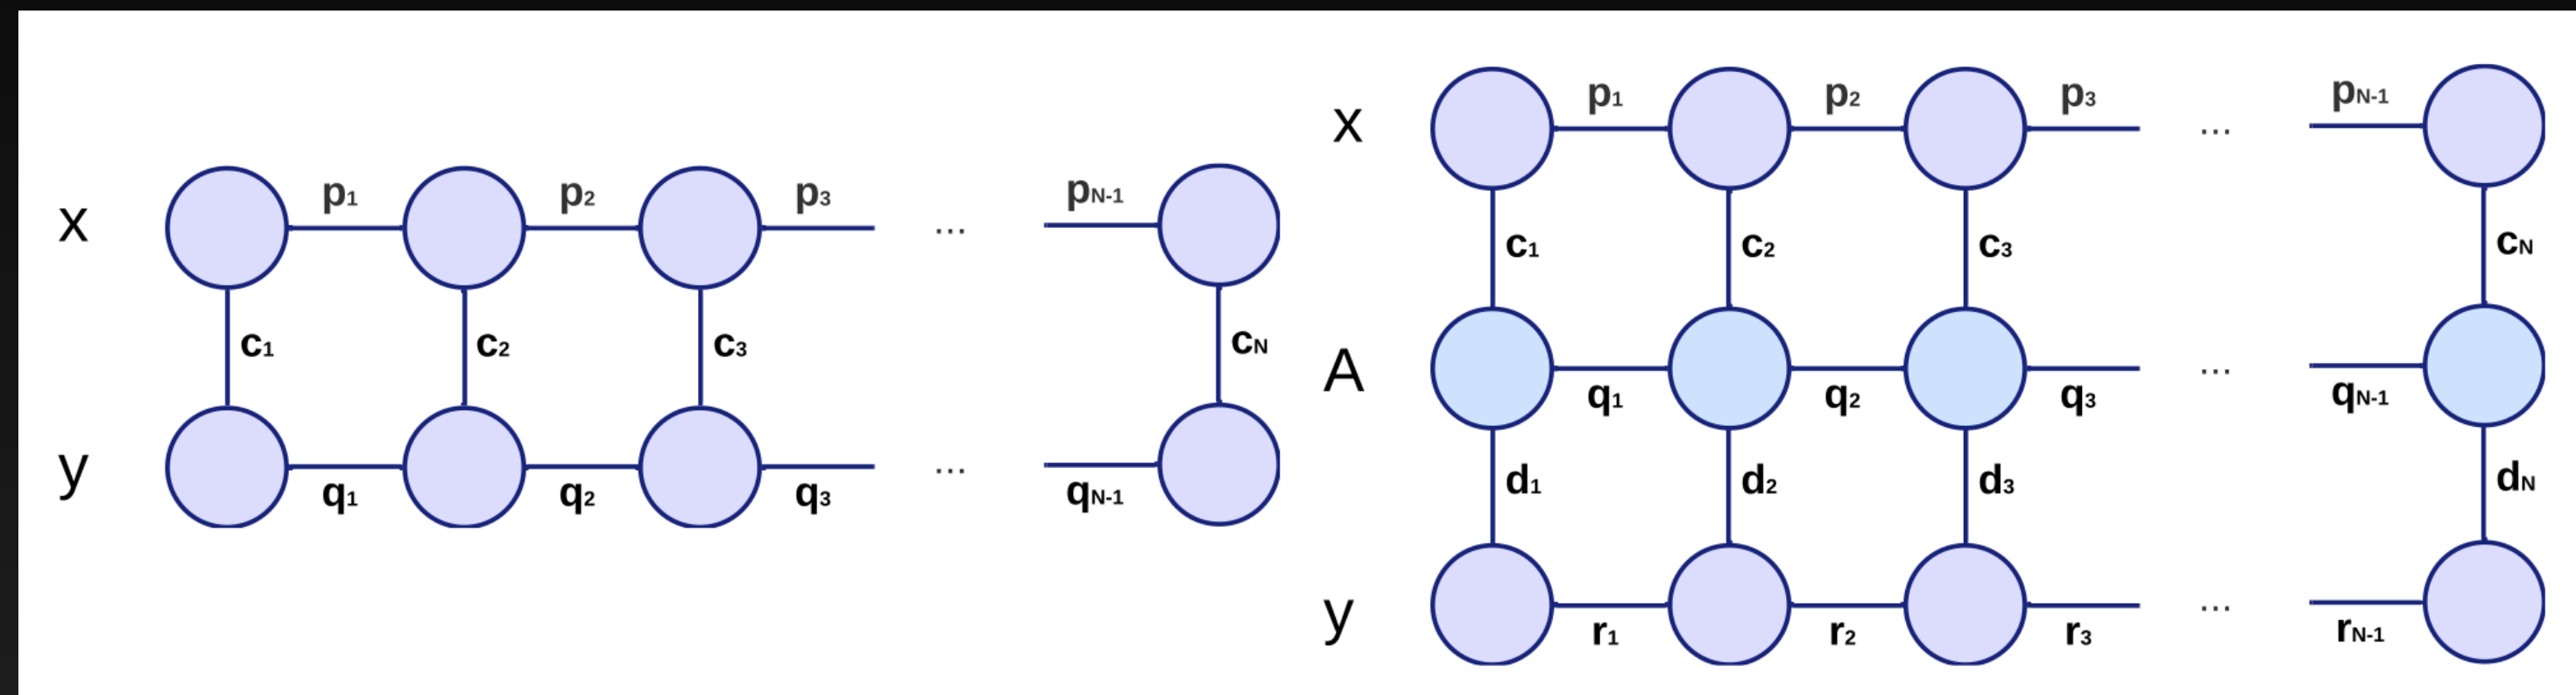 x p₁ p₂ p₃ ... pN-1
c₁ c₂ c₃ cN
y q₁ q₂ q₃ ... qN-1
x p₁ p₂ p₃ ... pN-1
c₁ c₂ c₃ cN
A q₁ q₂ q₃ ... qN-1
d₁ d₂ d₃ dN
y r₁ r₂ r₃ ... rN-1